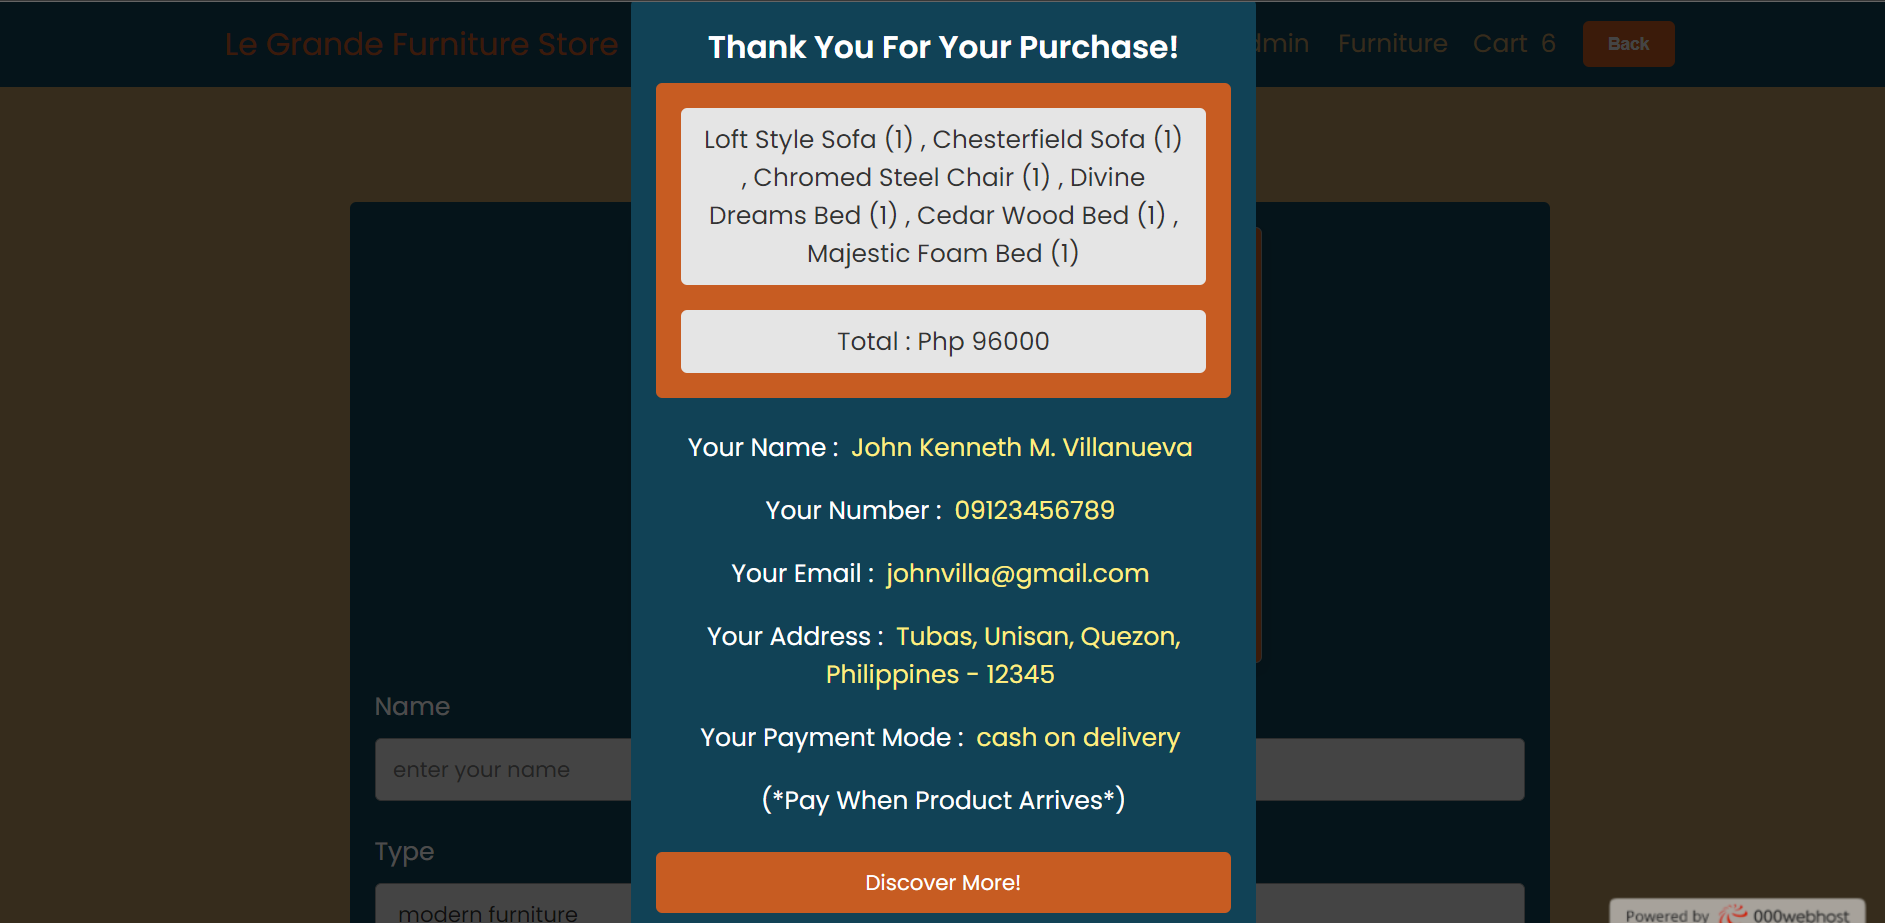 Le Grande Furniture Store
dmin Furniture Cart 6 Back
Thank You For Your Purchase!
Loft Style Sofa (1) , Chesterfield Sofa (1)
, Chromed Steel Chair (1) , Divine
Dreams Bed (1) , Cedar Wood Bed (1) ,
Majestic Foam Bed (1)
Total : Php 96000
Your Name : John Kenneth M. Villanueva
Your Number : 09123456789
Your Email : johnvilla@gmail.com
Your Address : Tubas, Unisan, Quezon,
Philippines - 12345
Your Payment Mode : cash on delivery
(*Pay When Product Arrives*)
Discover More!
Name
enter your name
Type
modern furniture
Powered by 000webhost